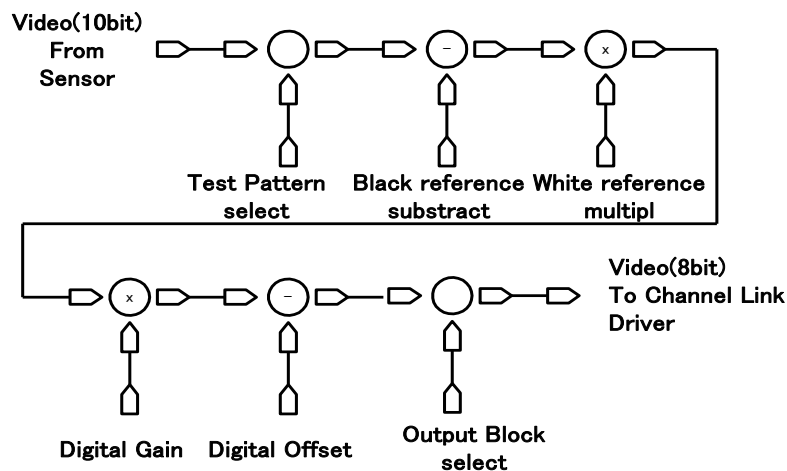 Video(10bit)
From
Sensor
-
x
Test Pattern
select
Black reference
substract
White reference
multipl
x
-
Video(8bit)
To Channel Link
Driver
Digital Gain
Digital Offset
Output Block
select